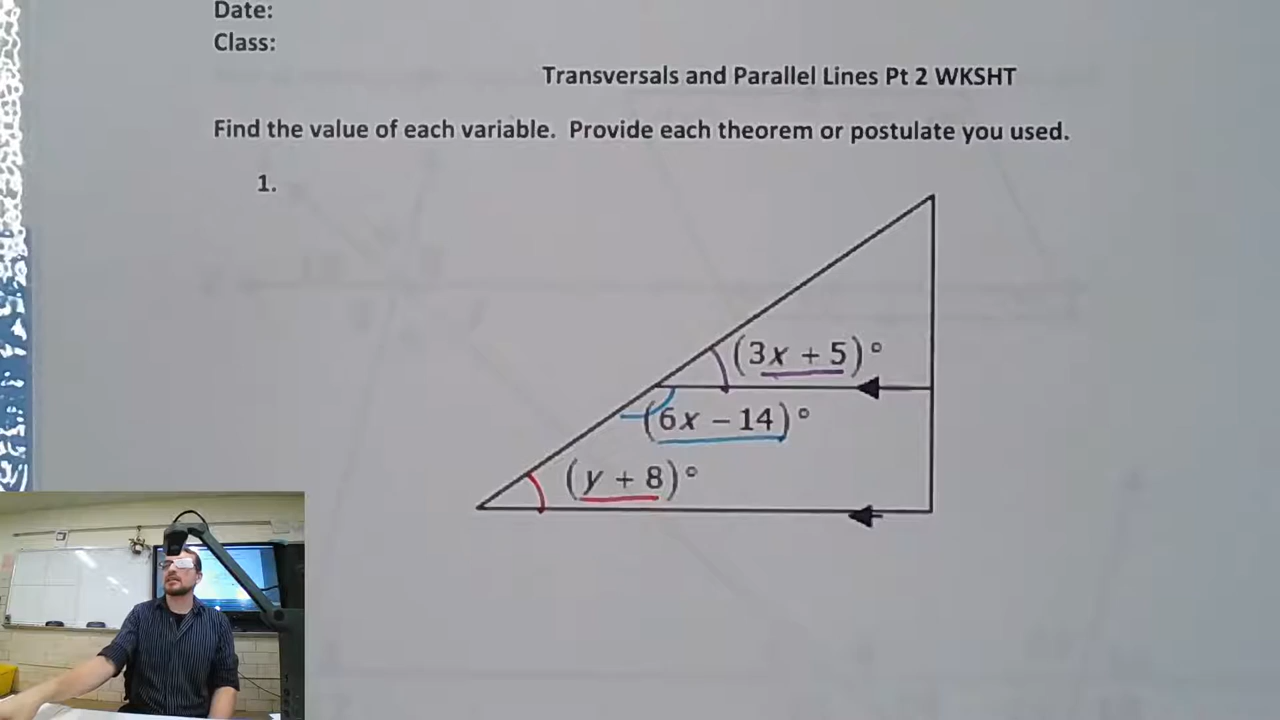 Date:
Class:
Transversals and Parallel Lines Pt 2 WKSHT
Find the value of each variable.  Provide each theorem or postulate you used.
1.
(3x + 5)°
(6x − 14)°
(y + 8)°